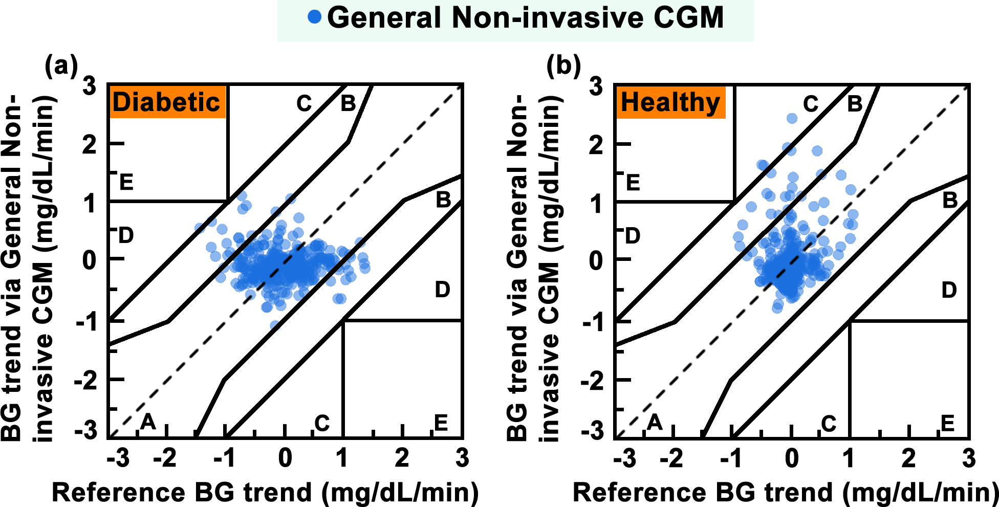 General Non-invasive CGM
(a)
BG trend via General Non-
invasive CGM (mg/dL/min)
3
2
1
0
-1
-2
-3
Diabetic
C
B
E
D
B
D
A
C
E
-3 -2 -1 0 1 2 3
Reference BG trend (mg/dL/min)
(b)
BG trend via General Non-
invasive CGM (mg/dL/min)
3
2
1
0
-1
-2
-3
Healthy
C
B
E
D
B
D
A
C
E
-3 -2 -1 0 1 2 3
Reference BG trend (mg/dL/min)